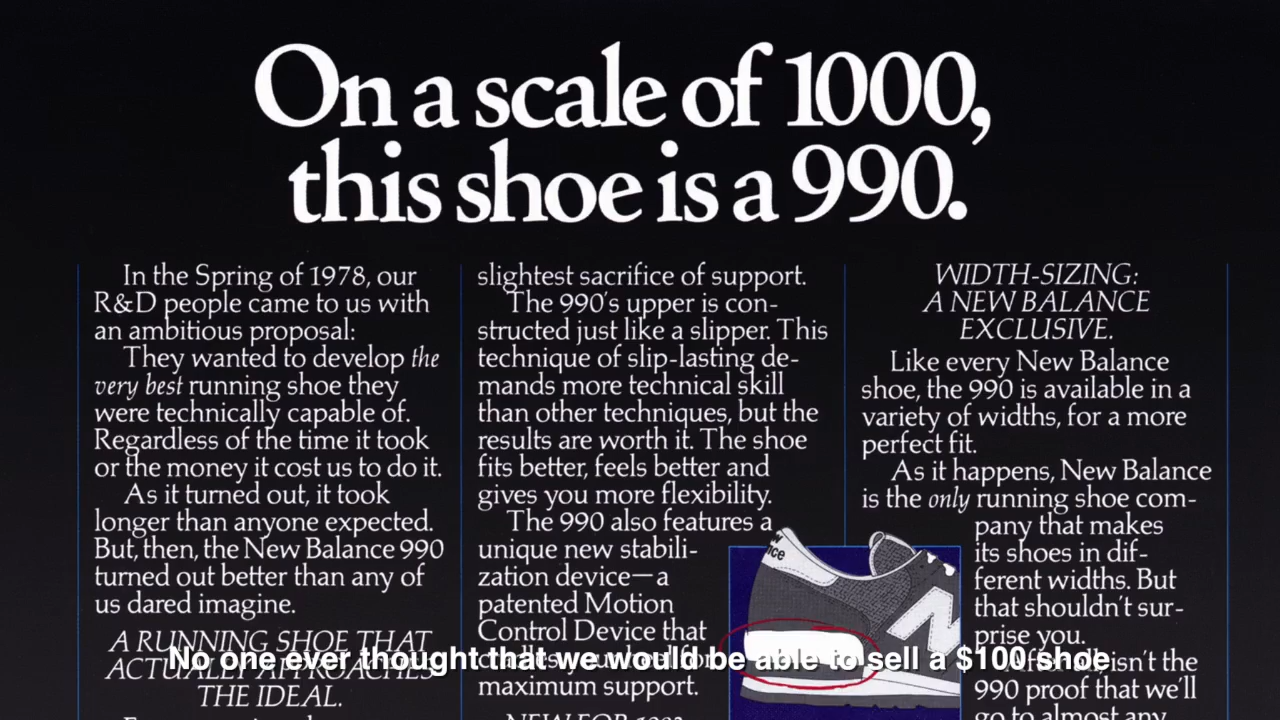 On a scale of 1000,
this shoe is a 990.
In the Spring of 1978, our
R&D people came to us with
an ambitious proposal:
They wanted to develop the
very best running shoe they
were technically capable of.
Regardless of the time it took
or the money it cost us to do it.
As it turned out, it took
longer than anyone expected.
But, then, the New Balance 990
turned out better than any of
us dared imagine.
A RUNNING SHOE THAT
ACTUALLY APPROACHES
THE IDEAL.
slightest sacrifice of support.
The 990's upper is con-
structed just like a slipper. This
technique of slip-lasting de-
mands more technical skill
than other techniques, but the
results are worth it. The shoe
fits better, feels better and
gives you more flexibility.
The 990 also features a
unique new stabili-
zation device—a
patented Motion
Control Device that
maximum support.
WIDTH-SIZING:
A NEW BALANCE
EXCLUSIVE.
Like every New Balance
shoe, the 990 is available in a
variety of widths, for a more
perfect fit.
As it happens, New Balance
is the only running shoe com-
pany that makes
its shoes in dif-
ferent widths. But
that shouldn't sur-
prise you.
isn't the
990 proof that we'll
go to almost any
N
No one ever thought that we would be able to sell a $100 shoe